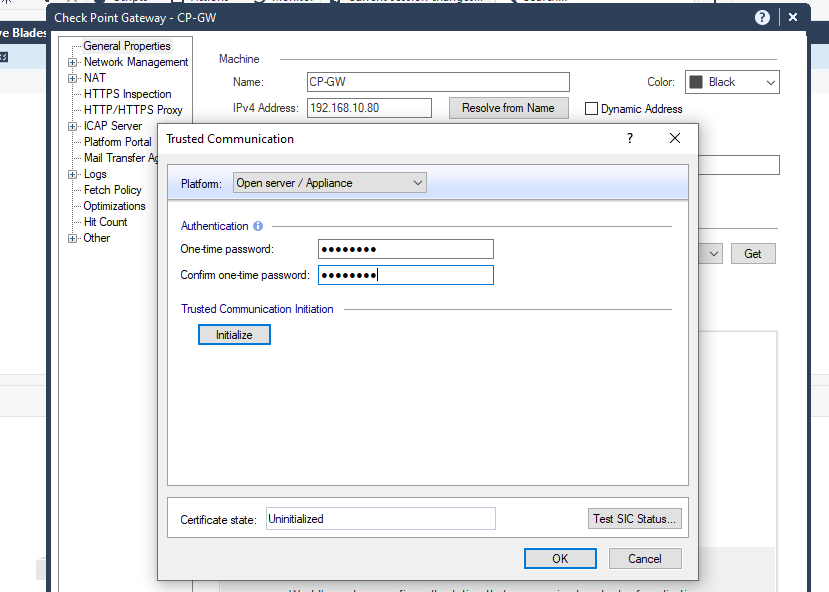 Check Point Gateway - CP-GW
ve Blades
General Properties
Network Management
NAT
HTTPS Inspection
HTTP/HTTPS Proxy
ICAP Server
Platform Portal
Mail Transfer Ag
Logs
Fetch Policy
Optimizations
Hit Count
Other
Machine
Name: CP-GW Color: Black
IPv4 Address: 192.168.10.80 Resolve from Name Dynamic Address
Get
Trusted Communication ?
Platform: Open server / Appliance
Authentication
One-time password: ●●●●●●●●
Confirm one-time password: ●●●●●●●●
Trusted Communication Initiation
Initialize
Certificate state: Uninitialized Test SIC Status...
OK Cancel